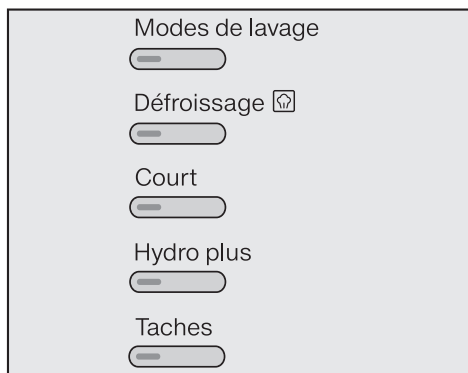 Modes de lavage
Défroissage
Court
Hydro plus
Taches